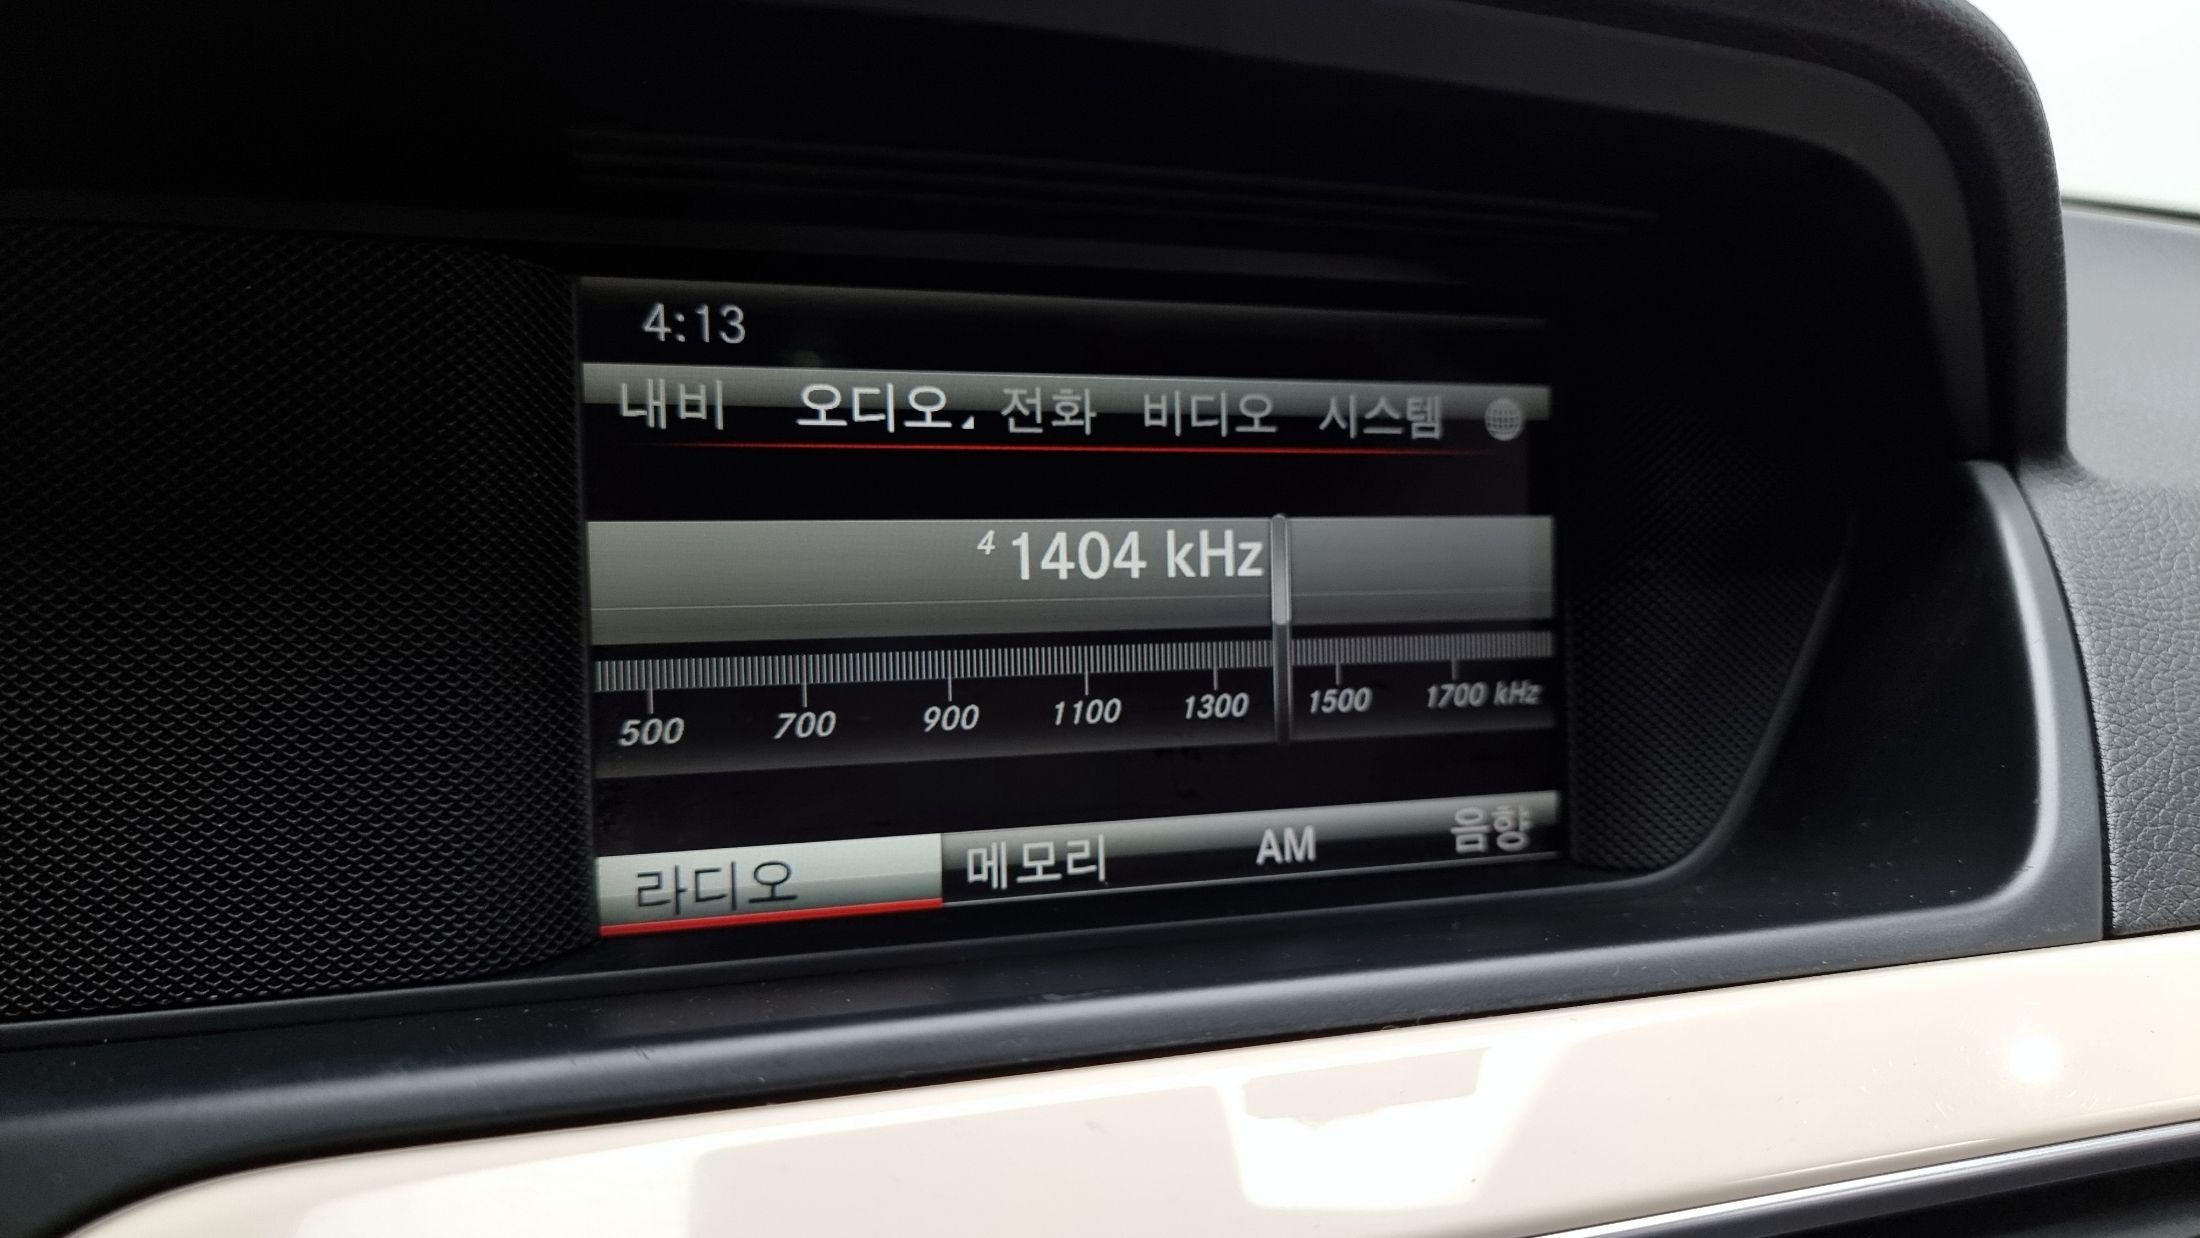 4:13
내비 오디오 전화 비디오 시스템
4 1404 kHz
500 700 900 1100 1300 1500 1700 kHz
라디오 메모리 AM 음향